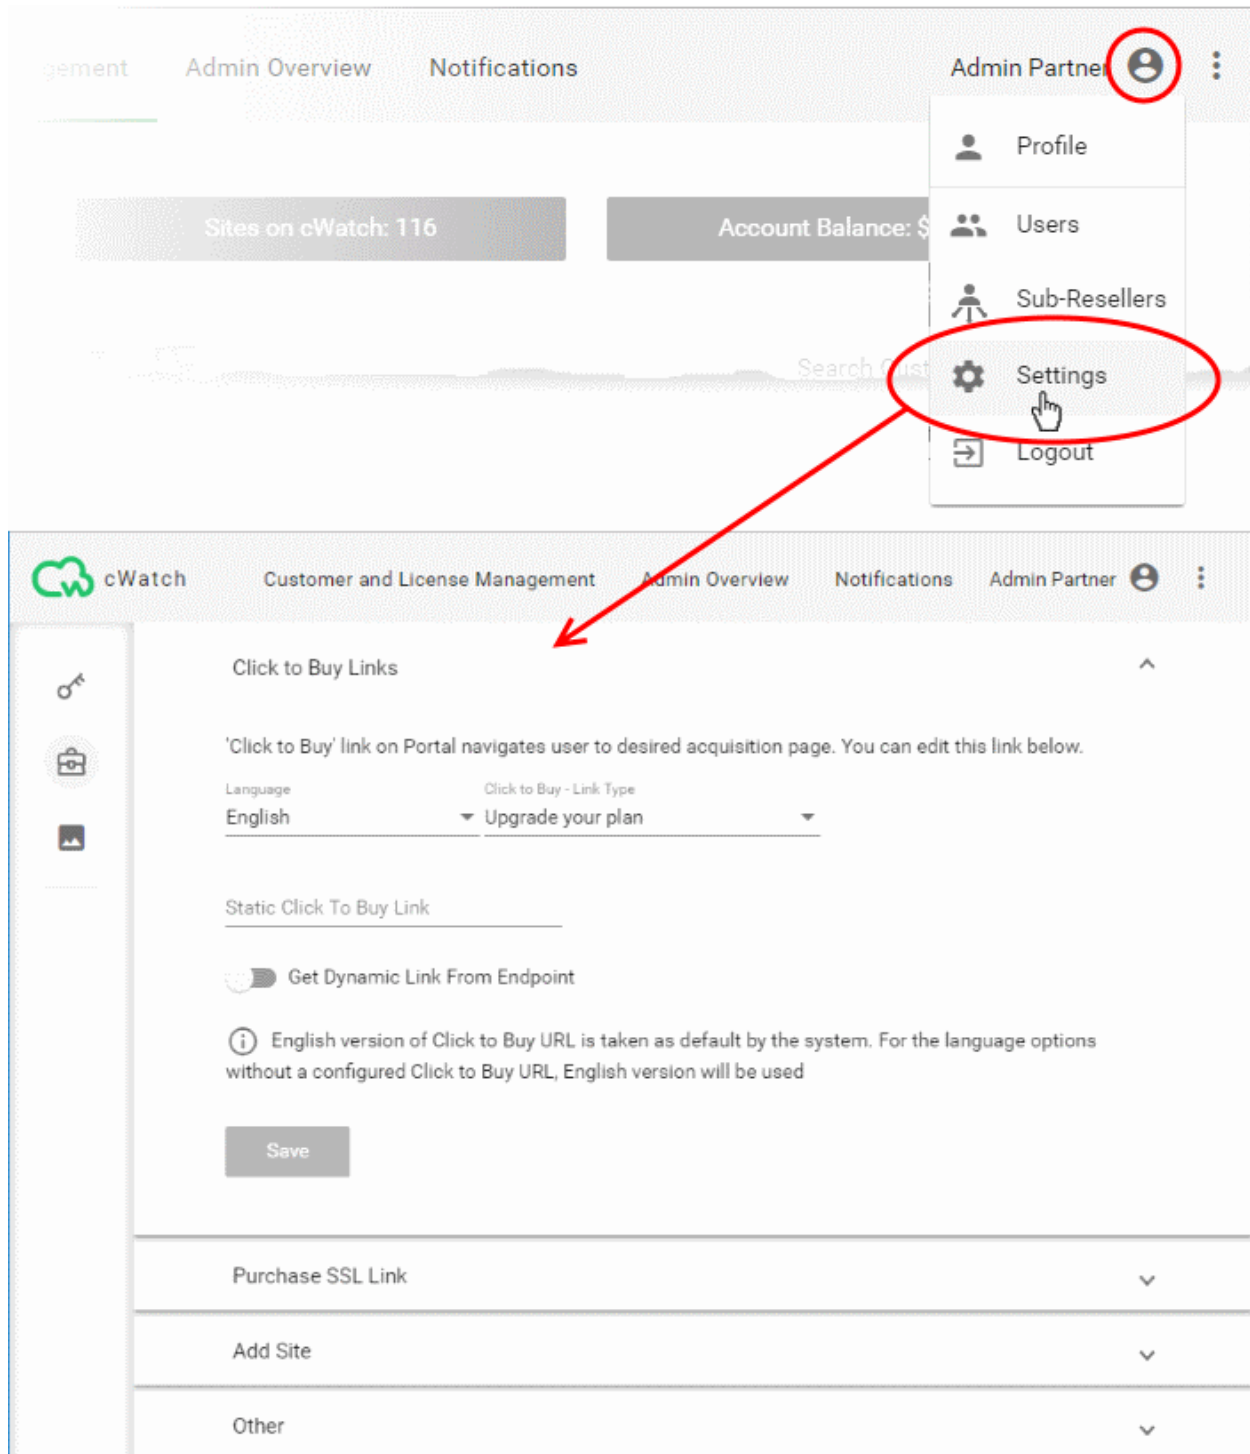 gement Admin Overview Notifications Admin Partner
Profile
Sites on cWatch: 116 Account Balance: $ Users
Sub-Resellers
Search Cust
Settings
Logout
cWatch Customer and License Management Admin Overview Notifications Admin Partner
Click to Buy Links
'Click to Buy' link on Portal navigates user to desired acquisition page. You can edit this link below.
Language Click to Buy - Link Type
English Upgrade your plan
Static Click To Buy Link
Get Dynamic Link From Endpoint
English version of Click to Buy URL is taken as default by the system. For the language options
without a configured Click to Buy URL, English version will be used
Save
Purchase SSL Link
Add Site
Other